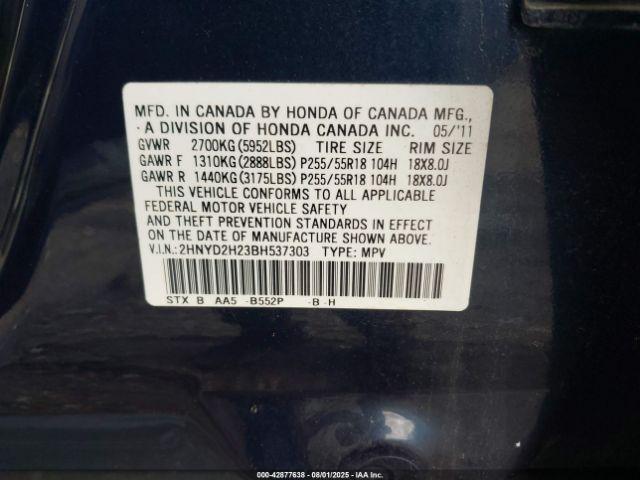 MFD. IN CANADA BY HONDA OF CANADA MFG.,
A DIVISION OF HONDA CANADA INC. 05/'11
GVWR 2700KG(5952LBS) TIRE SIZE RIM SIZE
GAWR F 1310KG(2888LBS) P255/55R18 104H 18X8.0J
GAWR R 1440KG(3175LBS) P255/55R18 104H 18X8.0J
THIS VEHICLE CONFORMS TO ALL APPLICABLE
FEDERAL MOTOR VEHICLE SAFETY
AND THEFT PREVENTION STANDARDS IN EFFECT
ON THE DATE OF MANUFACTURE SHOWN ABOVE.
V.I.N.:2HNYD2H23BH537303 TYPE: MPV
STX B AA5 -B552P -B-H
000-42877638 - 08/01/2025 - IAA Inc.